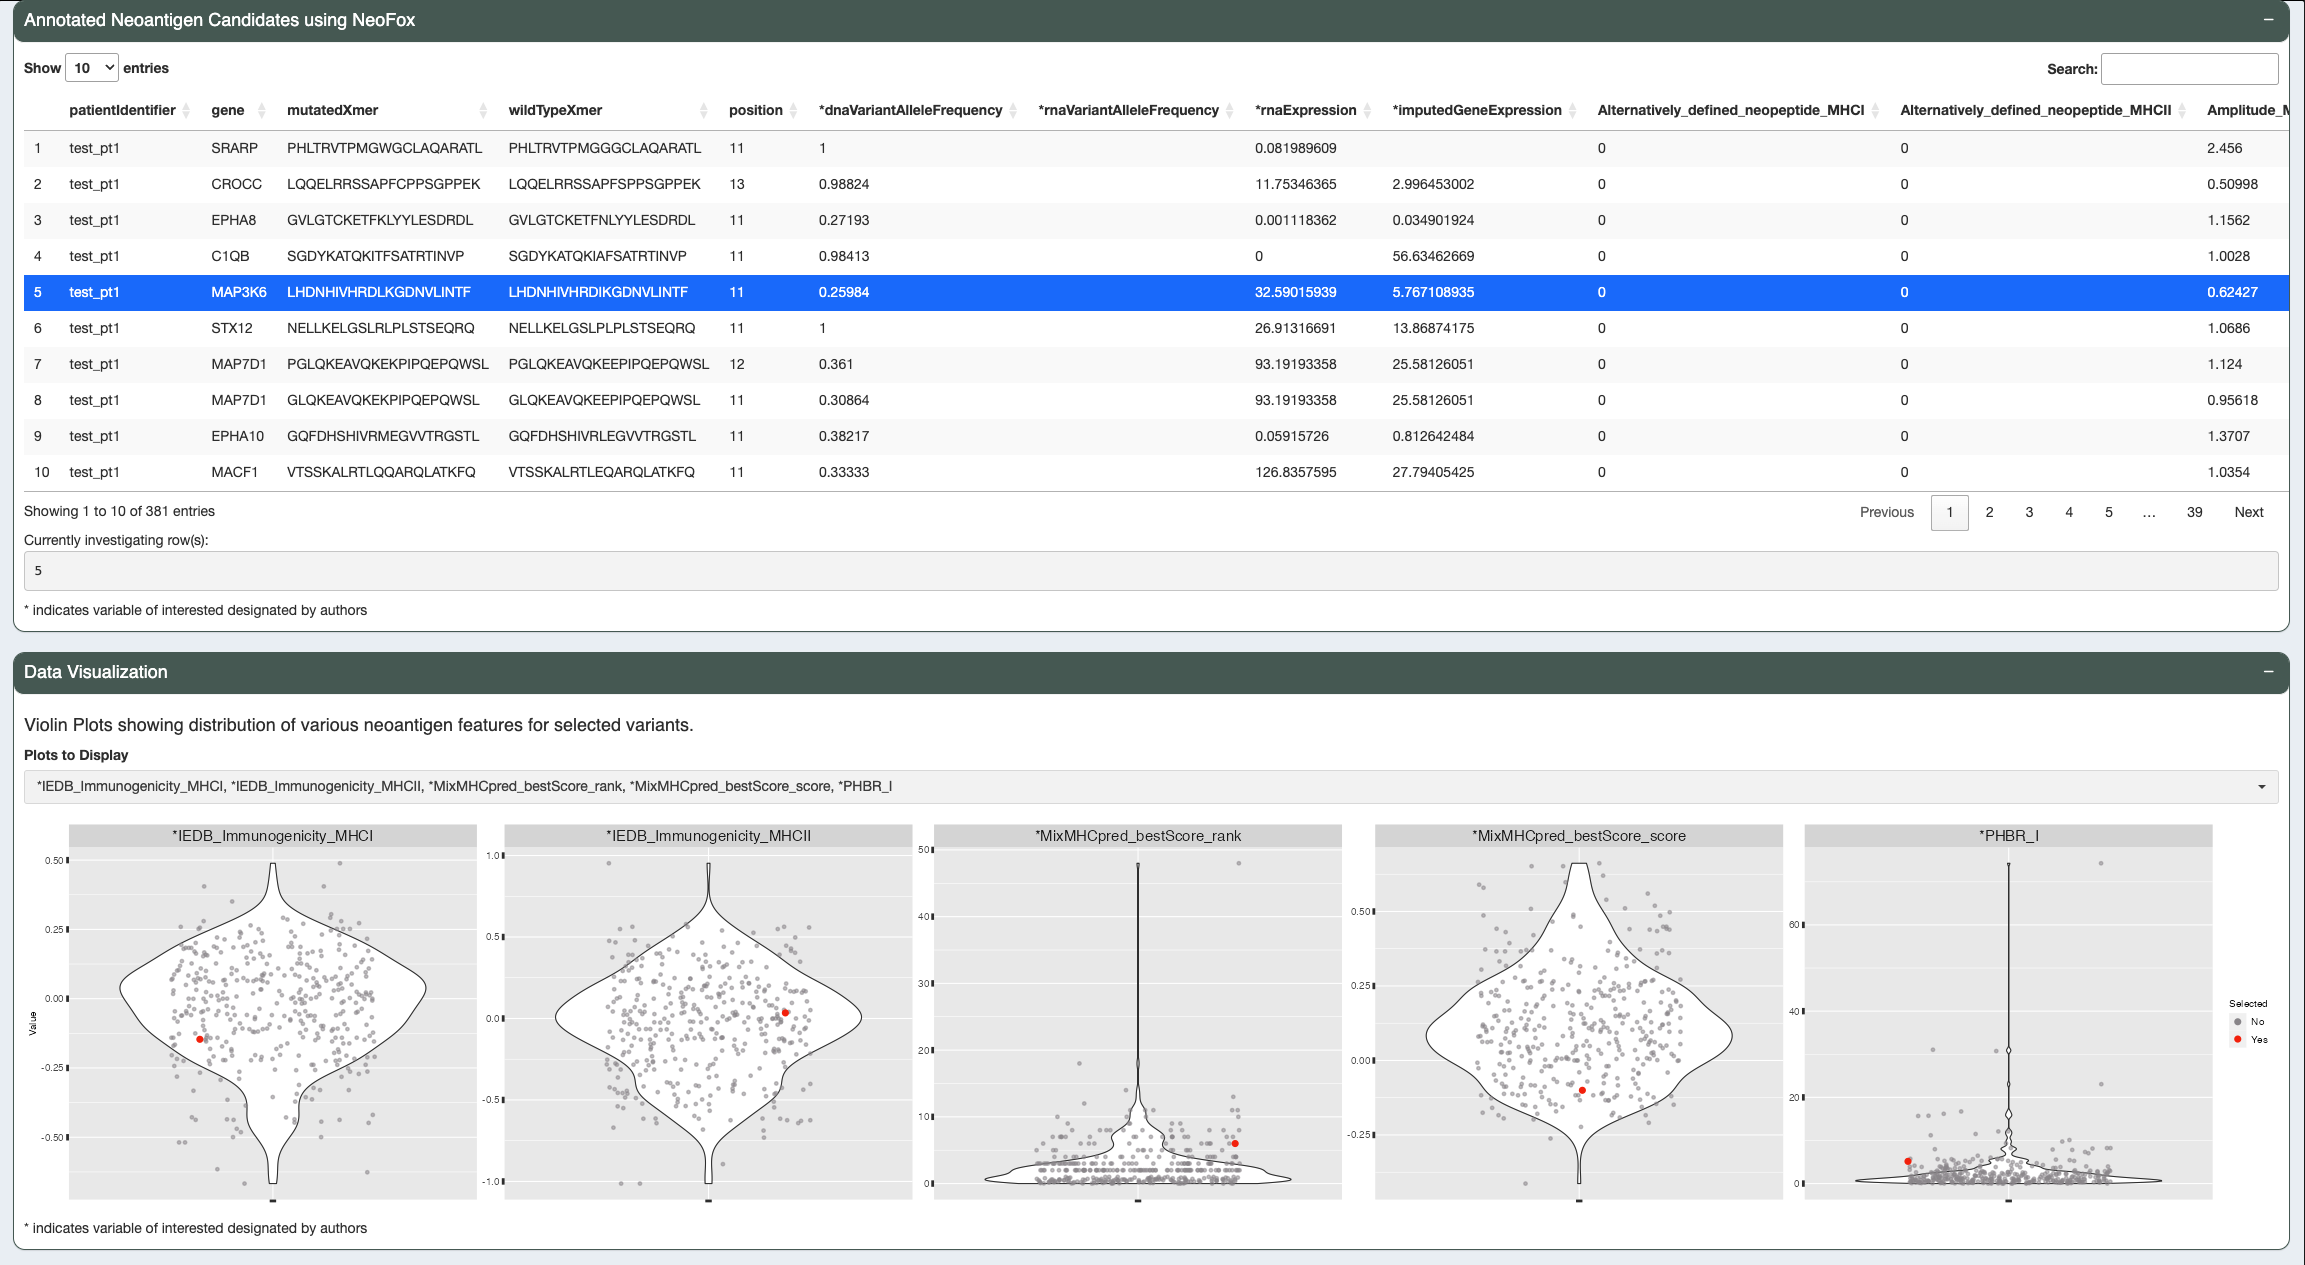 Annotated Neoantigen Candidates using NeoFox −
Show 10 entries Search:
patientIdentifier gene mutatedXmer wildTypeXmer position *dnaVariantAlleleFrequency *rnaVariantAlleleFrequency *rnaExpression *imputedGeneExpression Alternatively_defined_neopeptide_MHCI Alternatively_defined_neopeptide_MHCII Amplitude_M
1 test_pt1 SRARP PHLTRVTPMGWGCLAQARATL PHLTRVTPMGGGCLAQARATL 11 1 0.081989609 0 0 2.456
2 test_pt1 CROCC LQQELRRSSAPFCPPSGPPEK LQQELRRSSAPFSPPSGPPEK 13 0.98824 11.75346365 2.996453002 0 0 0.50998
3 test_pt1 EPHA8 GVLGTCKETFKLYYLESDRDL GVLGTCKETFNLYYLESDRDL 11 0.27193 0.001118362 0.034901924 0 0 1.1562
4 test_pt1 C1QB SGDYKATQKITFSATRTINVP SGDYKATQKIAFSATRTINVP 11 0.98413 0 56.63462669 0 0 1.0028
5 test_pt1 MAP3K6 LHDNHIVHRDLKGDNVLINTF LHDNHIVHRDIKGDNVLINTF 11 0.25984 32.59015939 5.767108935 0 0 0.62427
6 test_pt1 STX12 NELLKELGSLRLPLSTSEQRQ NELLKELGSLPLPLSTSEQRQ 11 1 26.91316691 13.86874175 0 0 1.0686
7 test_pt1 MAP7D1 PGLQKEAVQKEKPIPQEPQWSL PGLQKEAVQKEEPIPQEPQWSL 12 0.361 93.19193358 25.58126051 0 0 1.124
8 test_pt1 MAP7D1 GLQKEAVQKEKPIPQEPQWSL GLQKEAVQKEEPIPQEPQWSL 11 0.30864 93.19193358 25.58126051 0 0 0.95618
9 test_pt1 EPHA10 GQFDHSHIVRMEGVVTRGSTL GQFDHSHIVRLEGVVTRGSTL 11 0.38217 0.05915726 0.812642484 0 0 1.3707
10 test_pt1 MACF1 VTSSKALRTLQQARQLATKFQ VTSSKALRTLEQARQLATKFQ 11 0.33333 126.8357595 27.79405425 0 0 1.0354
Showing 1 to 10 of 381 entries Previous 1 2 3 4 5 … 39 Next
Currently investigating row(s):
5
* indicates variable of interested designated by authors
Data Visualization −
Violin Plots showing distribution of various neoantigen features for selected variants.
Plots to Display
*IEDB_Immunogenicity_MHCI, *IEDB_Immunogenicity_MHCII, *MixMHCpred_bestScore_rank, *MixMHCpred_bestScore_score, *PHBR_I
*IEDB_Immunogenicity_MHCI
0.50
0.25
0.00
-0.25
-0.50
Value
*IEDB_Immunogenicity_MHCII
1.0
0.5
0.0
-0.5
-1.0
*MixMHCpred_bestScore_rank
50
40
30
20
10
0
*MixMHCpred_bestScore_score
0.50
0.25
0.00
-0.25
*PHBR_I
60
40
20
0
Selected
No
Yes
* indicates variable of interested designated by authors